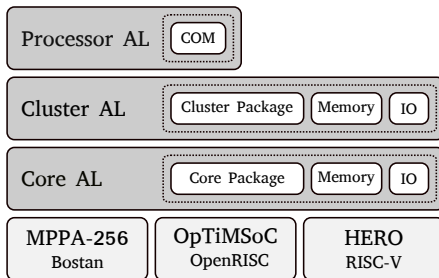 Processor AL COM
Cluster AL Cluster Package Memory IO
Core AL Core Package Memory IO
MPPA-256 OpTiMSoC HERO
Bostan OpenRISC RISC-V